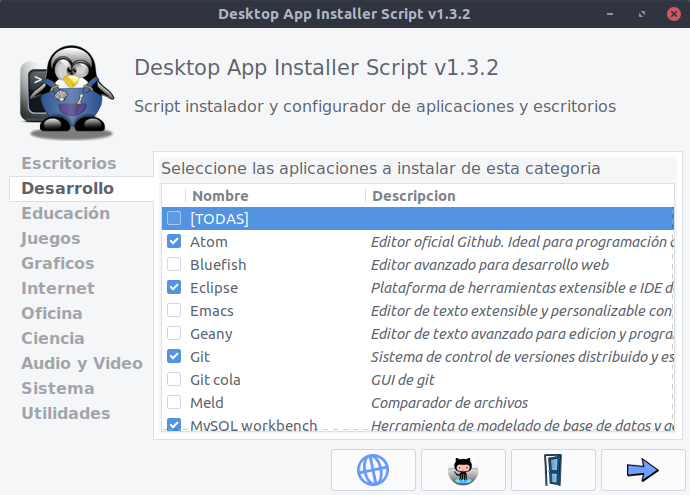 Desktop App Installer Script v1.3.2
Desktop App Installer Script v1.3.2
Script instalador y configurador de aplicaciones y escritorios
Escritorios
Desarrollo
Educación
Juegos
Graficos
Internet
Oficina
Ciencia
Audio y Video
Sistema
Utilidades
Seleccione las aplicaciones a instalar de esta categoria
Nombre Descripcion
[TODAS]
Atom Editor oficial Github. Ideal para programación
Bluefish Editor avanzado para desarrollo web
Eclipse Plataforma de herramientas extensible e IDE
Emacs Editor de texto extensible y personalizable con
Geany Editor de texto avanzado para edicion y progra
Git Sistema de control de versiones distribuido y es
Git cola GUI de git
Meld Comparador de archivos
MySQL workbench Herramienta de modelado de base de datos y